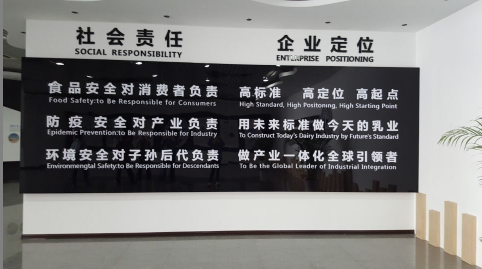 社会责任
SOCIAL RESPONSIBILITY
食品安全对消费者负责
Food Safety:to Be Responsible for Consumers
防疫 安全对产业负责
Epidemic Prevention:to Be Responsible for Industry
环境安全对子孙后代负责
Environmengtal Safety:to Be Responsible for Descendants
企业定位
ENTERPRISE POSITIONING
高标准 高定位 高起点
High Standard, High Positoning, High Starting Point
用未来标准做今天的乳业
To Construct Today's Dairy Industry by Future's Standard
做产业一体化全球引领者
To Be the Global Leader of Industrial Integration